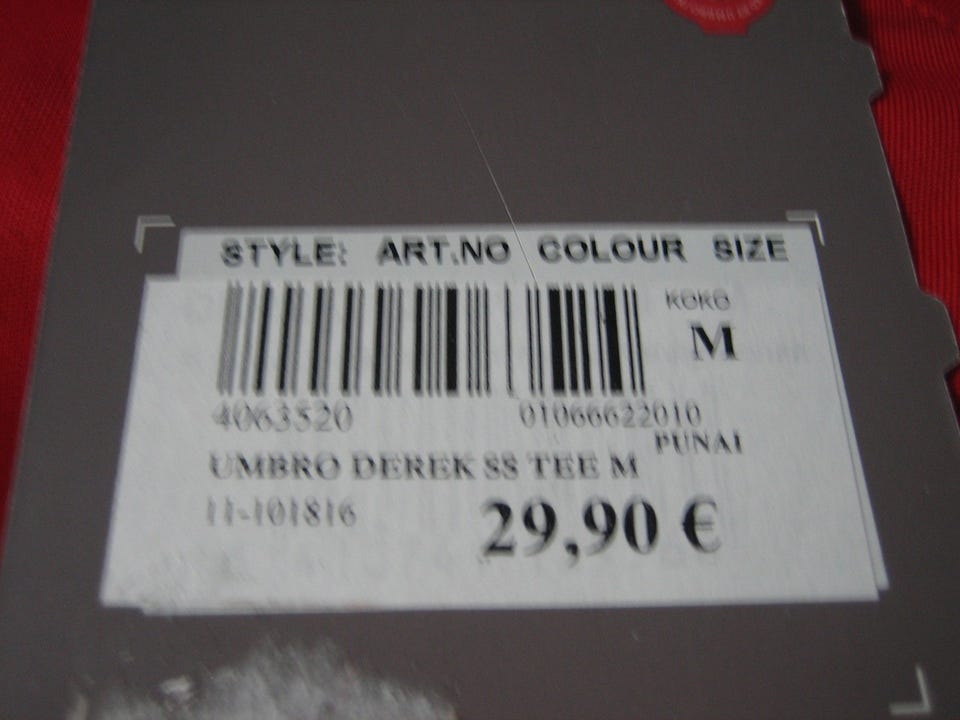 STYLE: ART.NO COLOUR SIZE
KOKO
M
4063520 01066622010
PUNAI
UMBRO DEREK SS TEE M
11-101816
29,90 €